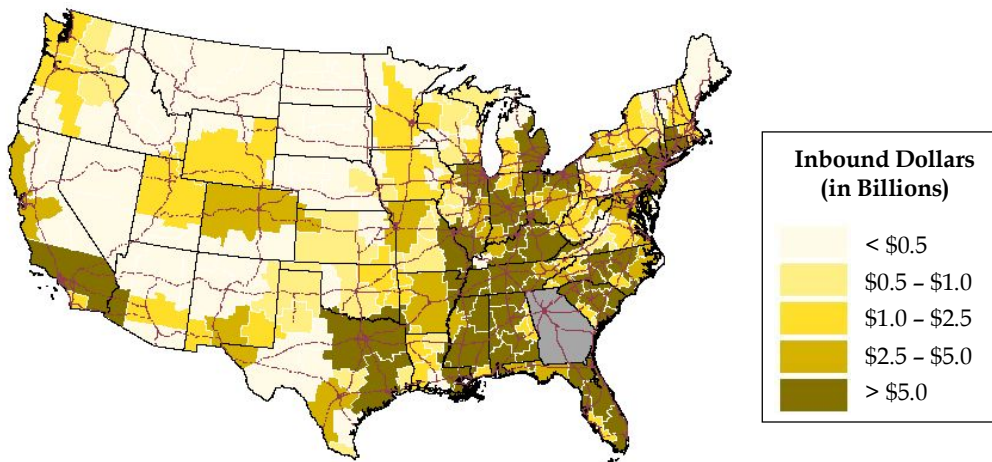 Inbound Dollars
(in Billions)
< $0.5
$0.5 – $1.0
$1.0 – $2.5
$2.5 – $5.0
> $5.0